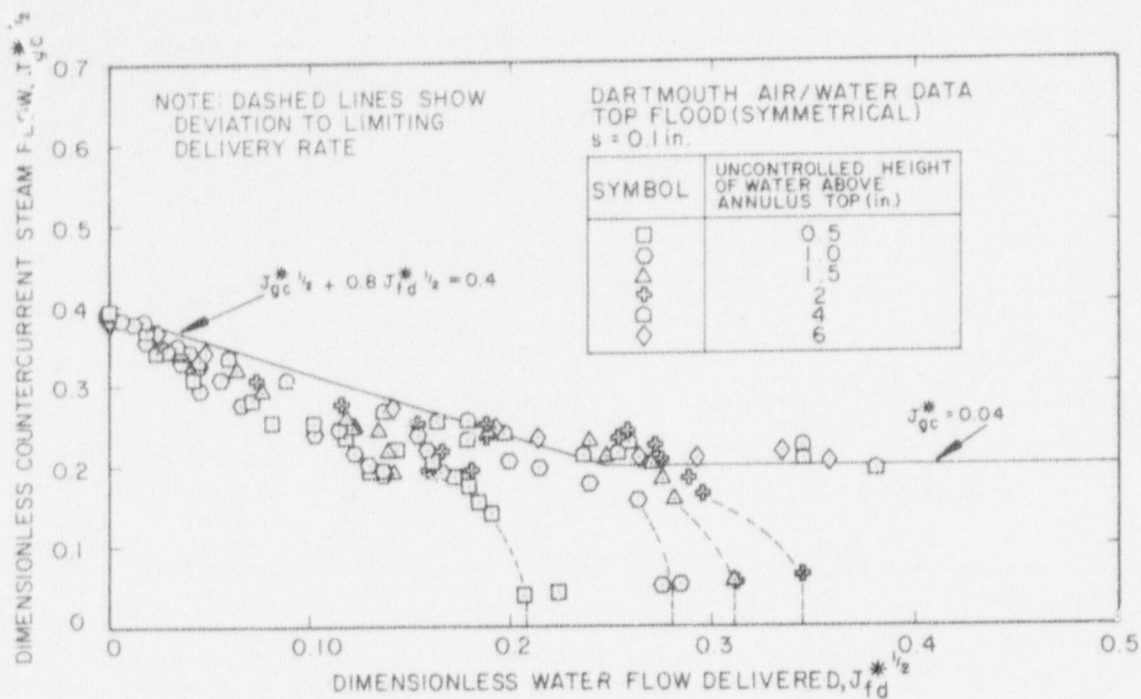 DIMENSIONLESS COUNTERCURRENT STEAM FLOW, J*gc 1/2
0.7
0.6
0.5
0.4
0.3
0.2
0.1
0
NOTE: DASHED LINES SHOW
DEVIATION TO LIMITING
DELIVERY RATE
DARTMOUTH AIR/WATER DATA
TOP FLOOD (SYMMETRICAL)
s = 0.1 in.
SYMBOL
UNCONTROLLED HEIGHT
OF WATER ABOVE
ANNULUS TOP (in.)
0.5
1.0
1.5
2
4
6
J*gc 1/2 + 0.8 J*fd 1/2 = 0.4
J*gc = 0.04
0
0.10
0.2
0.3
0.4
0.5
DIMENSIONLESS WATER FLOW DELIVERED, J*fd 1/2